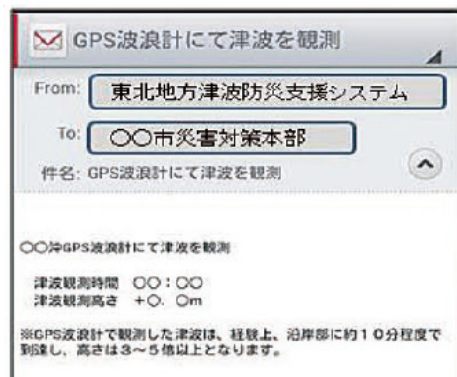 GPS波浪計にて津波を観測
From: 東北地方津波防災支援システム
To: 〇〇市災害対策本部
件名: GPS波浪計にて津波を観測
〇〇沖GPS波浪計にて津波を観測
津波観測時間 〇〇：〇〇
津波観測高さ +〇. 〇m
※GPS波浪計で観測した津波は、経験上、沿岸部に約10分程度で
到達し、高さは3～5倍以上となります。